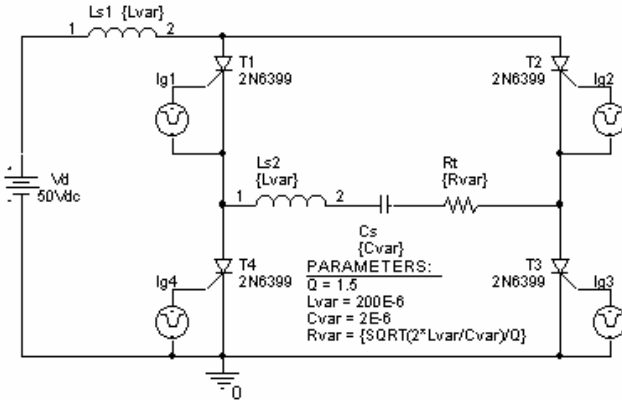 Ls1 {Lvar}
1 2
Ig1
T1
2N6399
T2
2N6399
Ig2
Vd
50Vdc
Ls2
{Lvar}
1 2
Rt
{Rvar}
Cs
{Cvar}
Ig4
T4
2N6399
PARAMETERS:
Q = 1.5
Lvar = 200E-6
Cvar = 2E-6
Rvar = {SQRT(2*Lvar/Cvar)/Q}
T3
2N6399
Ig3
0